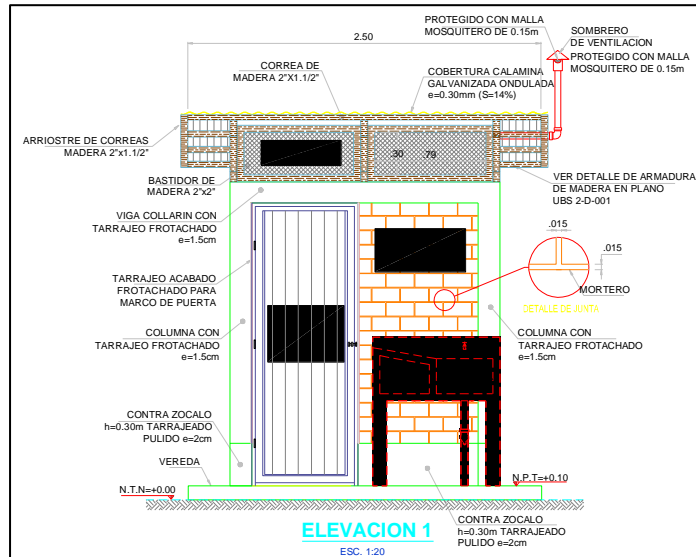 PROTEGIDO CON MALLA
MOSQUITERO DE 0.15m
SOMBRERO
DE VENTILACION
PROTEGIDO CON MALLA
MOSQUITERO DE 0.15m
2.50
CORREA DE
MADERA 2"X1.1/2"
COBERTURA CALAMINA
GALVANIZADA ONDULADA
e=0.30mm (S=14%)
ARRIOSTRE DE CORREAS
MADERA 2"x1.1/2"
.30
.79
BASTIDOR DE
MADERA 2"x2"
VER DETALLE DE ARMADURA
DE MADERA EN PLANO
UBS 2-D-001
VIGA COLLARIN CON
TARRAJEO FROTACHADO
e=1.5cm
.015
.015
TARRAJEO ACABADO
FROTACHADO PARA
MARCO DE PUERTA
MORTERO
DETALLE DE JUNTA
COLUMNA CON
TARRAJEO FROTACHADO
e=1.5cm
COLUMNA CON
TARRAJEO FROTACHADO
e=1.5cm
CONTRA ZOCALO
h=0.30m TARRAJEADO
PULIDO e=2cm
VEREDA
N.T.N=+0.00
N.P.T=+0.10
CONTRA ZOCALO
h=0.30m TARRAJEADO
PULIDO e=2cm
ELEVACION 1
ESC. 1:20